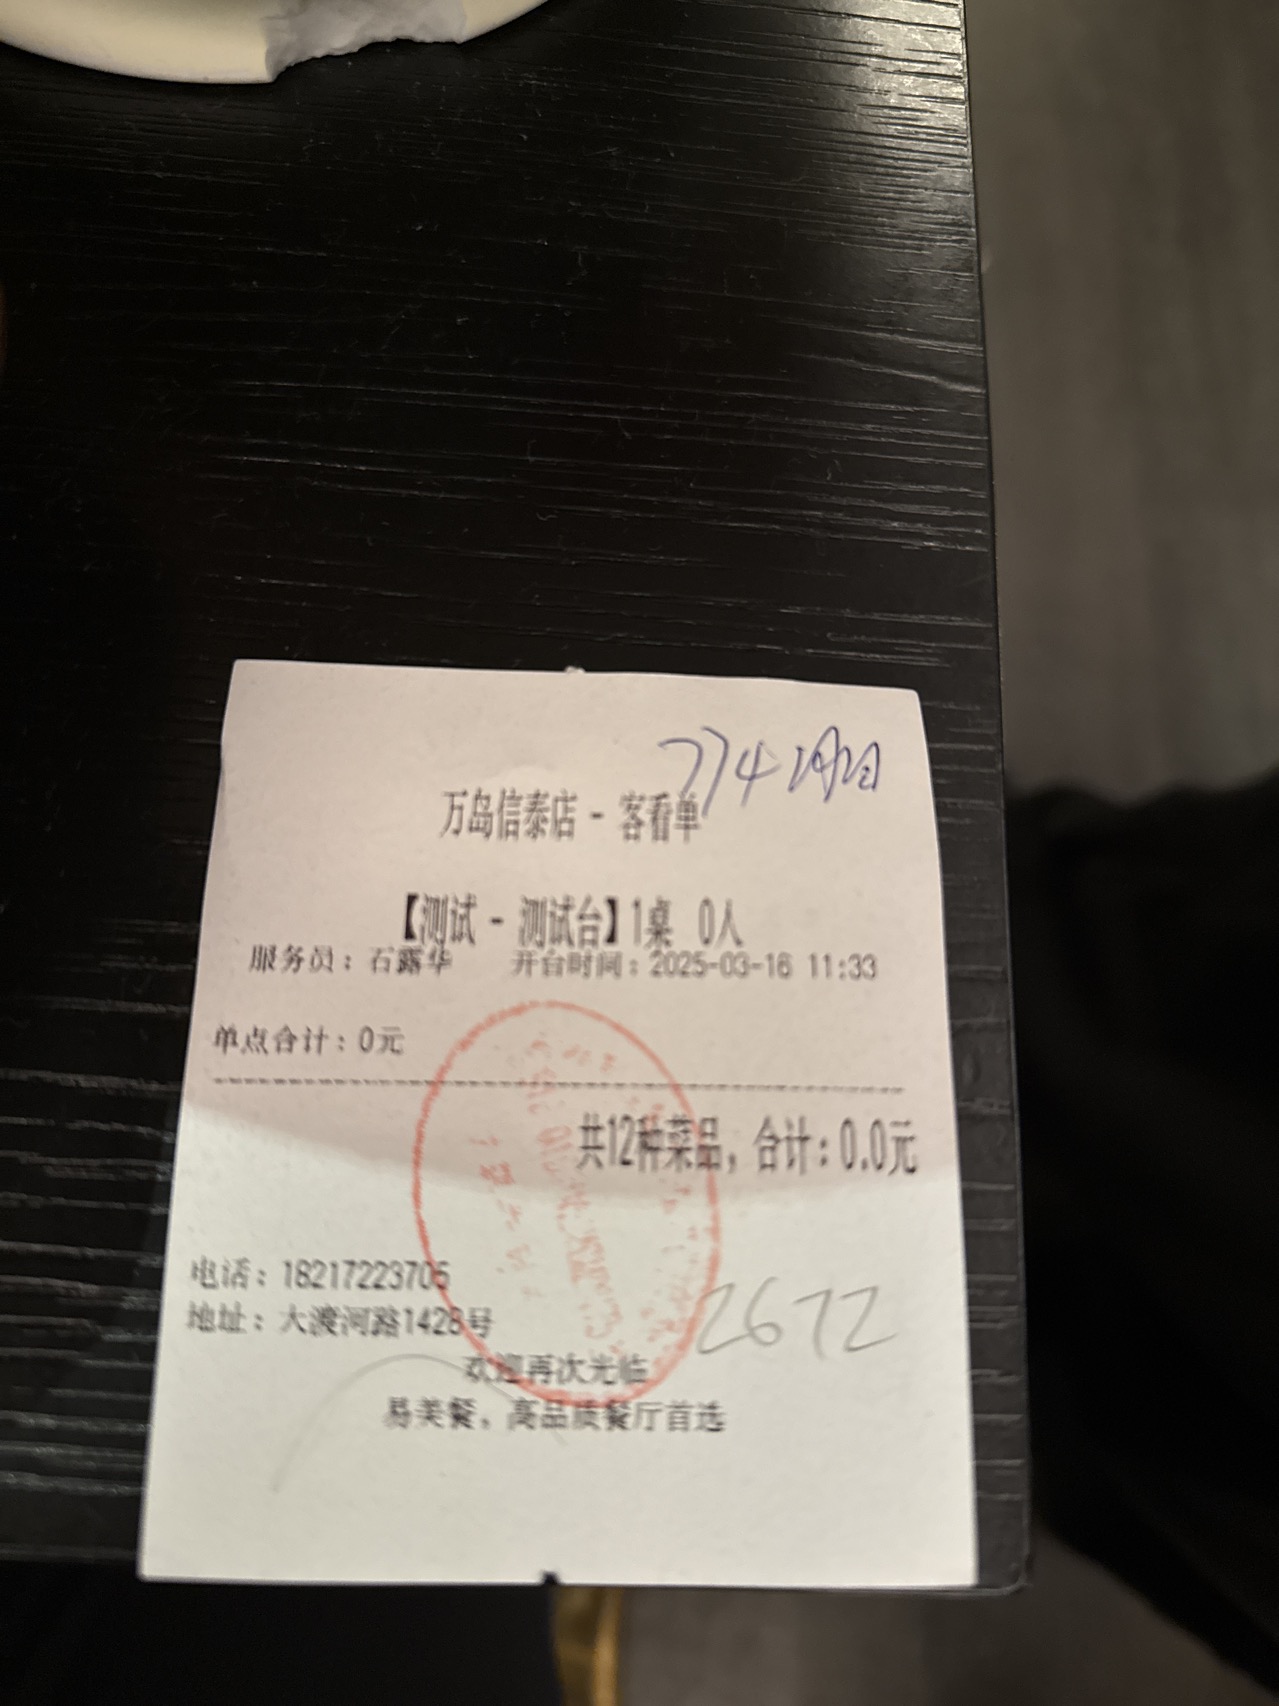 774 2月2日
万岛信泰店 - 客看单
【测试 - 测试台】1桌 0人
服务员：石露华 开台时间：2025-03-16 11:33
单点合计：0元
共12种菜品，合计：0.0元
电话：18217223705
地址：大渡河路1428号
2672
欢迎再次光临
易美餐，高品质餐厅首选